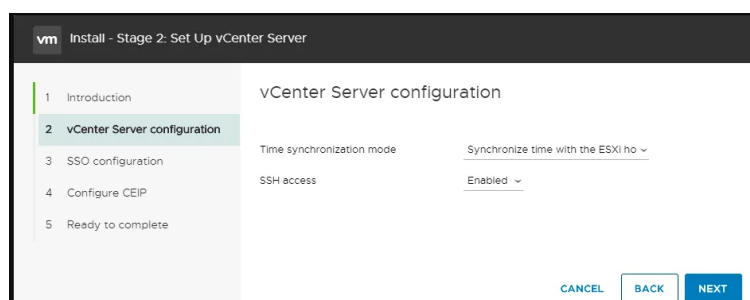 vm Install - Stage 2: Set Up vCenter Server
1 Introduction
2 vCenter Server configuration
3 SSO configuration
4 Configure CEIP
5 Ready to complete
vCenter Server configuration
Time synchronization mode Synchronize time with the ESXi ho
SSH access Enabled
CANCEL BACK NEXT